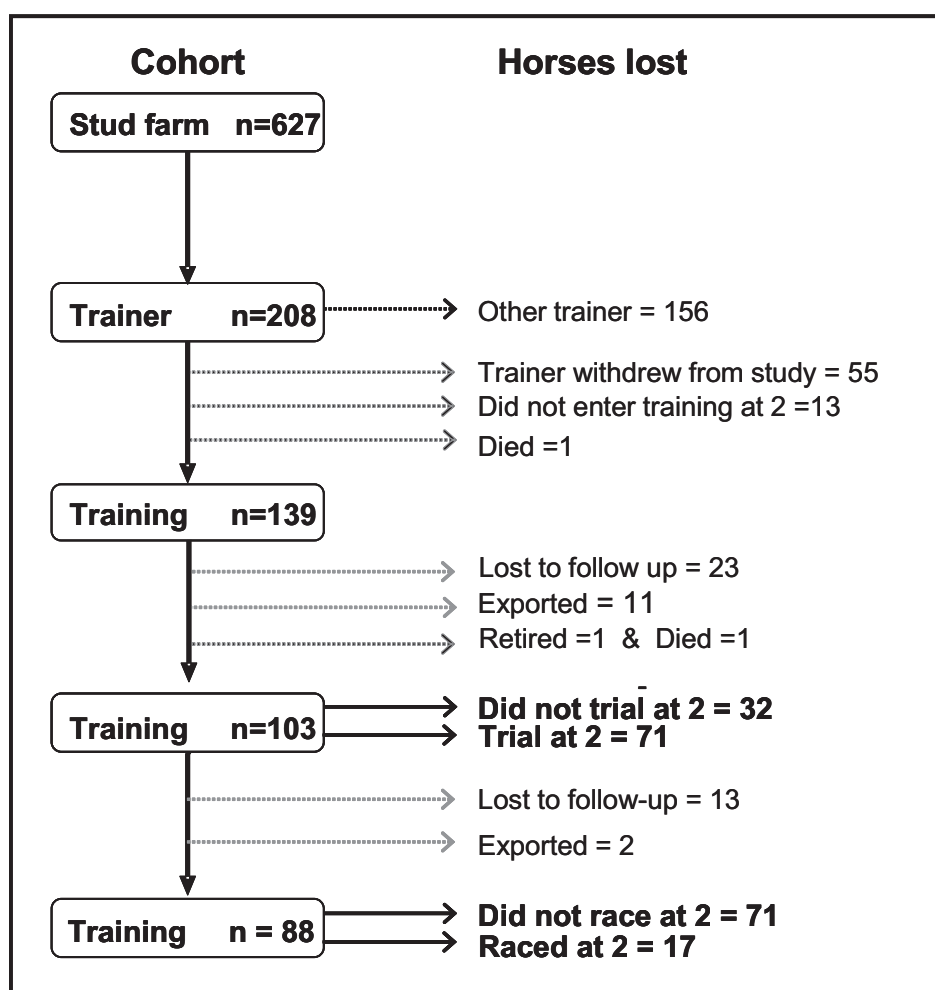 Cohort Horses lost
Stud farm n=627
Trainer n=208 Other trainer = 156
Trainer withdrew from study = 55
Did not enter training at 2 =13
Died =1
Training n=139
Lost to follow up = 23
Exported = 11
Retired =1 & Died =1
Training n=103 Did not trial at 2 = 32
Trial at 2 = 71
Lost to follow-up = 13
Exported = 2
Training n = 88 Did not race at 2 = 71
Raced at 2 = 17